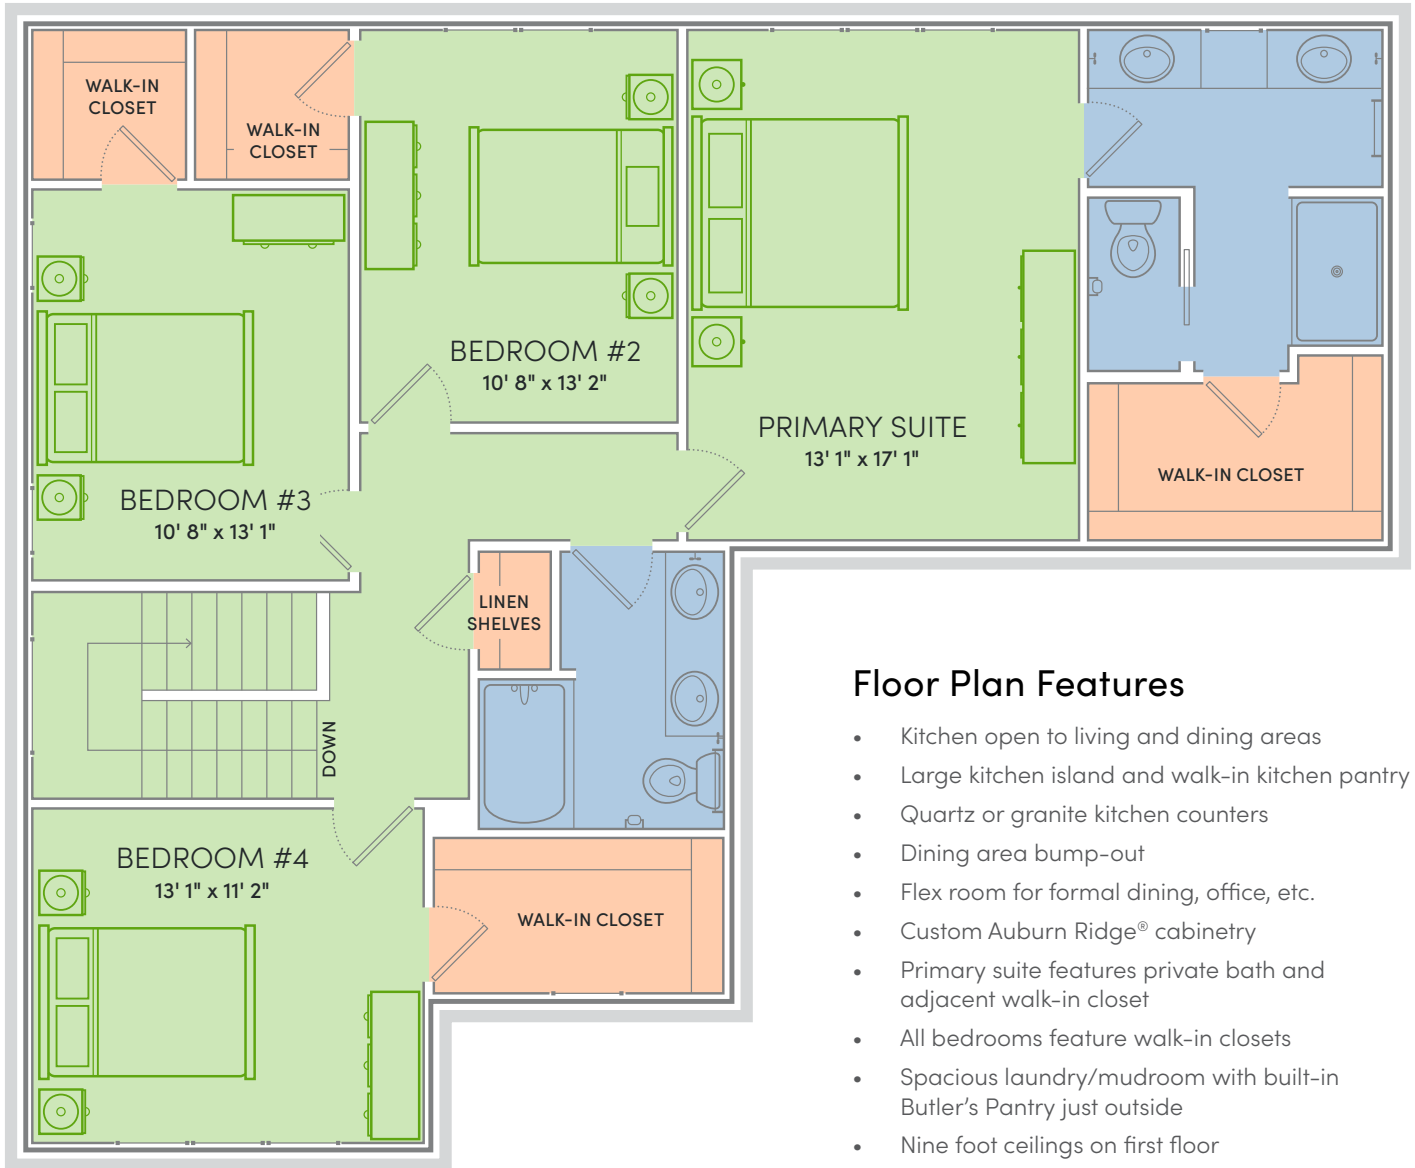 WALK-IN
CLOSET
WALK-IN
CLOSET
BEDROOM #2
10' 8" x 13' 2"
PRIMARY SUITE
13' 1" x 17' 1"
WALK-IN CLOSET
BEDROOM #3
10' 8" x 13' 1"
LINEN
SHELVES
DOWN
BEDROOM #4
13' 1" x 11' 2"
WALK-IN CLOSET
Floor Plan Features
• Kitchen open to living and dining areas
• Large kitchen island and walk-in kitchen pantry
• Quartz or granite kitchen counters
• Dining area bump-out
• Flex room for formal dining, office, etc.
• Custom Auburn Ridge® cabinetry
• Primary suite features private bath and
adjacent walk-in closet
• All bedrooms feature walk-in closets
• Spacious laundry/mudroom with built-in
Butler’s Pantry just outside
• Nine foot ceilings on first floor